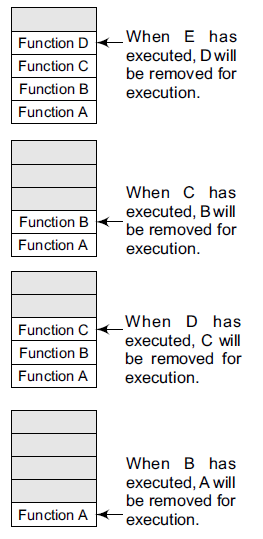 Function D
Function C
Function B
Function A
When E has
executed, D will
be removed for
execution.
Function B
Function A
When C has
executed, B will
be removed for
execution.
Function C
Function B
Function A
When D has
executed, C will
be removed for
execution.
Function A
When B has
executed, A will
be removed for
execution.